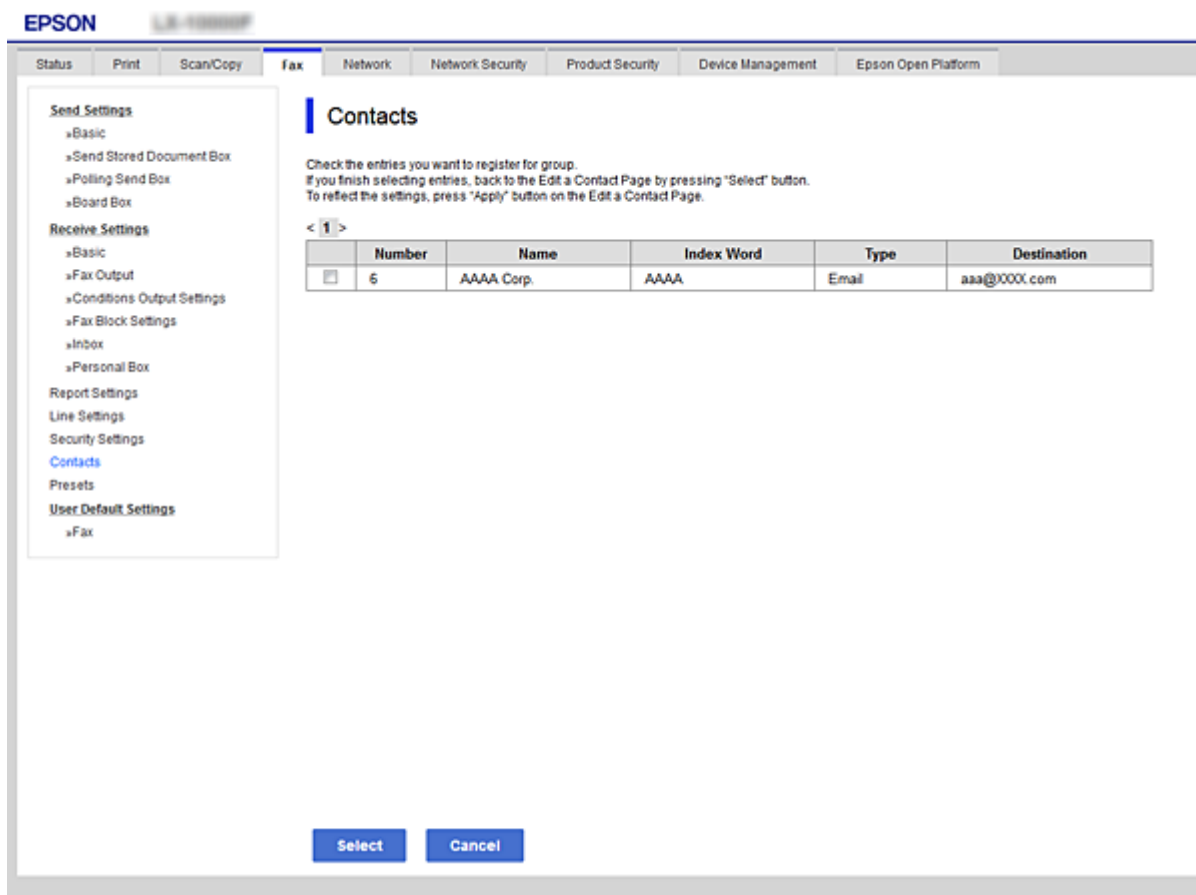 EPSON
Status Print Scan/Copy Fax Network Network Security Product Security Device Management Epson Open Platform
Send Settings
»Basic
»Send Stored Document Box
»Polling Send Box
»Board Box
Receive Settings
»Basic
»Fax Output
»Conditions Output Settings
»Fax Block Settings
»Inbox
»Personal Box
Report Settings
Line Settings
Security Settings
Contacts
Presets
User Default Settings
»Fax
Contacts
Check the entries you want to register for group.
If you finish selecting entries, back to the Edit a Contact Page by pressing "Select" button.
To reflect the settings, press "Apply" button on the Edit a Contact Page.
< 1 >
Number Name Index Word Type Destination
6 AAAA Corp. AAAA Email aaa@XXXX.com
Select Cancel